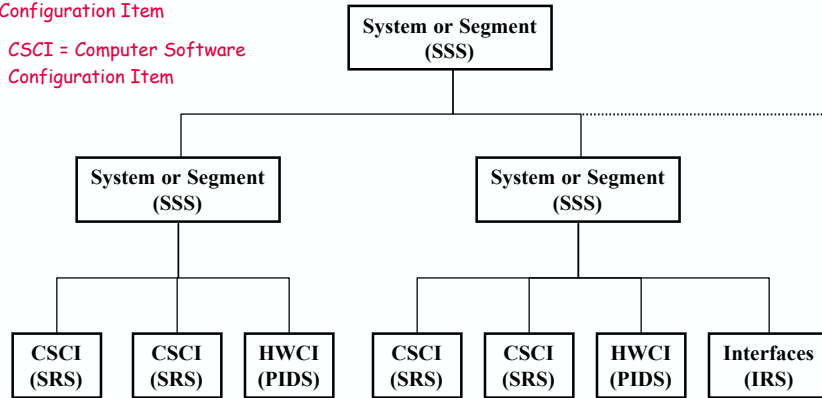 Configuration Item
CSCI = Computer Software
Configuration Item
System or Segment
(SSS)
System or Segment
(SSS)
System or Segment
(SSS)
CSCI
(SRS)
CSCI
(SRS)
HWCI
(PIDS)
CSCI
(SRS)
CSCI
(SRS)
HWCI
(PIDS)
Interfaces
(IRS)